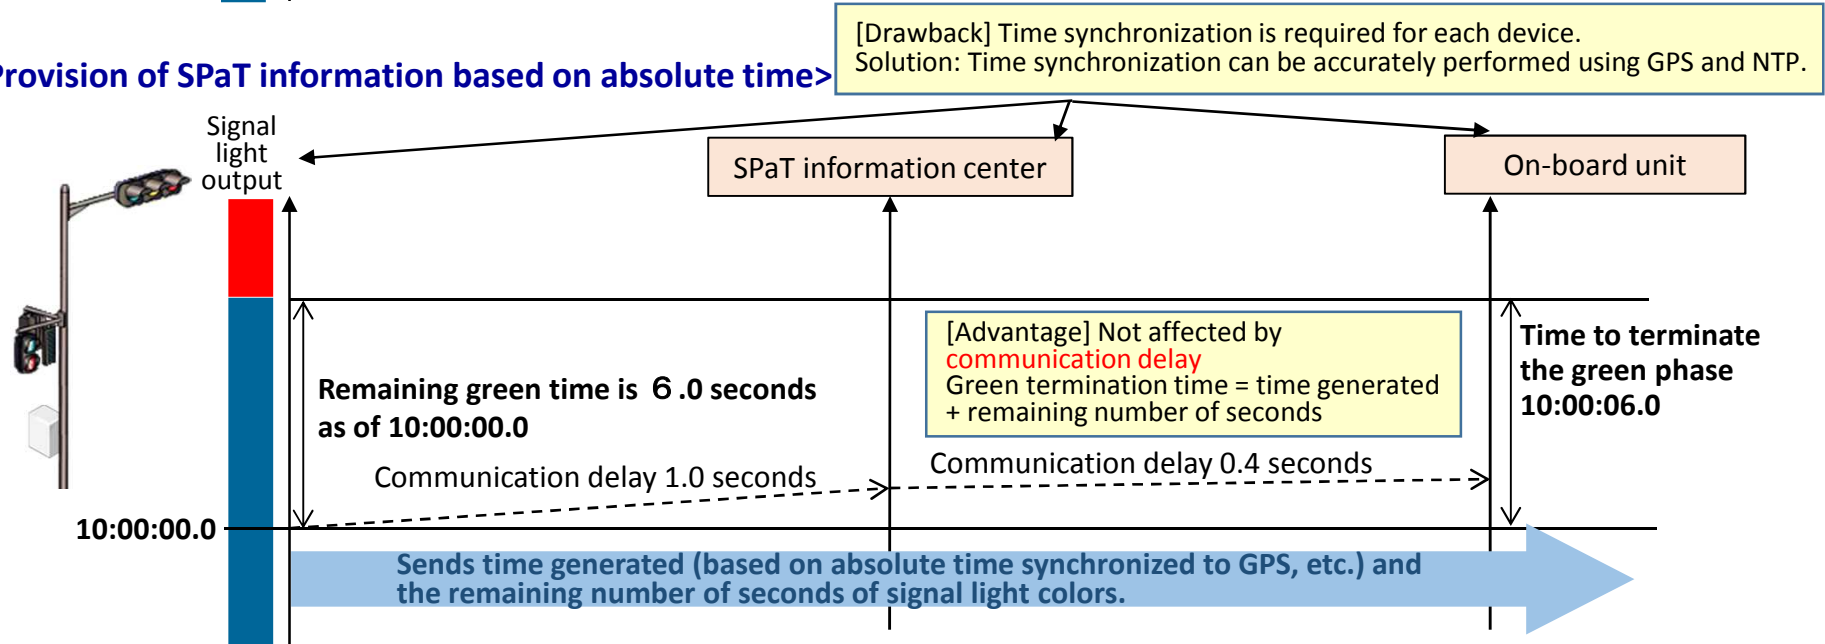 [Drawback] Time synchronization is required for each device.
Solution: Time synchronization can be accurately performed using GPS and NTP.
Provision of SPaT information based on absolute time>
Signal
light
output
SPaT information center
On-board unit
[Advantage] Not affected by
communication delay
Green termination time = time generated
+ remaining number of seconds
Time to terminate
the green phase
10:00:06.0
Remaining green time is ６.0 seconds
as of 10:00:00.0
Communication delay 1.0 seconds
Communication delay 0.4 seconds
10:00:00.0
Sends time generated (based on absolute time synchronized to GPS, etc.) and
the remaining number of seconds of signal light colors.